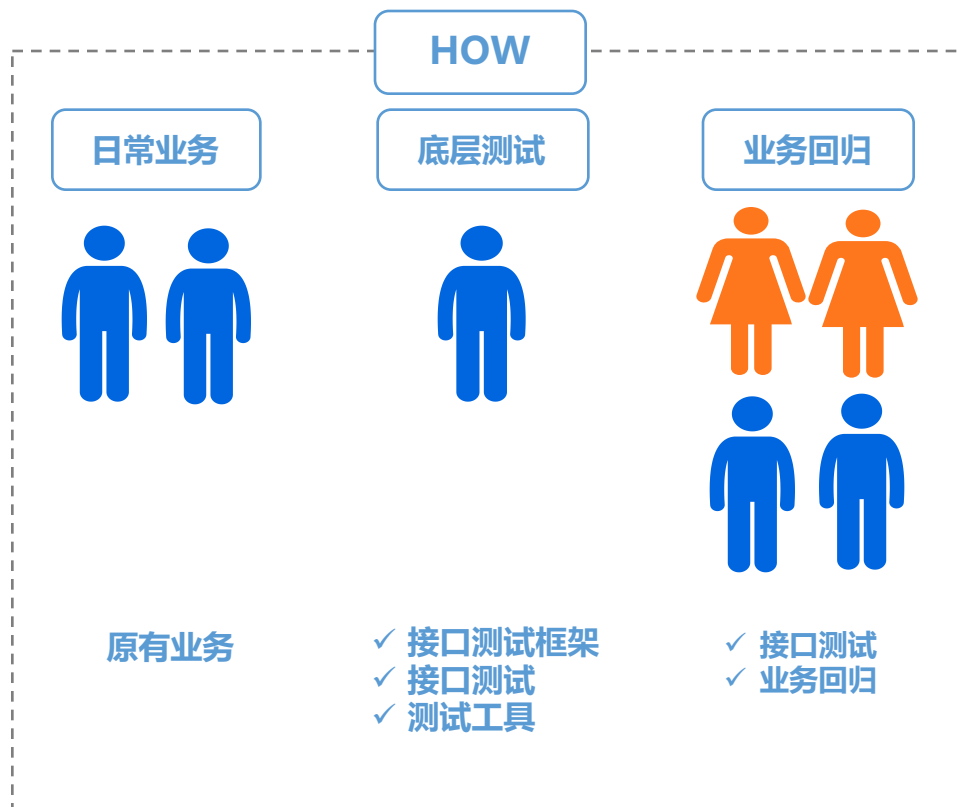 HOW
日常业务
底层测试
业务回归
原有业务
✓ 接口测试框架
✓ 接口测试
✓ 测试工具
✓ 接口测试
✓ 业务回归